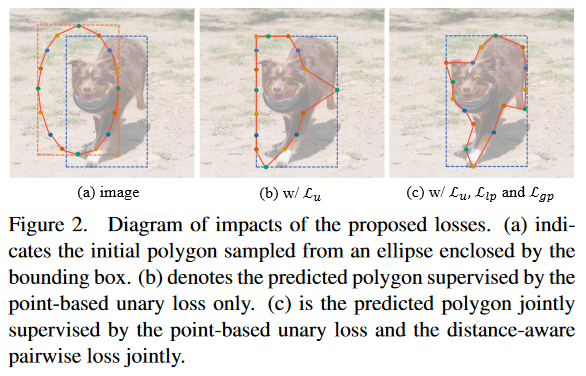 (a) image
(b) w/ ℒu
(c) w/ ℒu, ℒlp and ℒgp
Figure 2. Diagram of impacts of the proposed losses. (a) indi-
cates the initial polygon sampled from an ellipse enclosed by the
bounding box. (b) denotes the predicted polygon supervised by the
point-based unary loss only. (c) is the predicted polygon jointly
supervised by the point-based unary loss and the distance-aware
pairwise loss jointly.